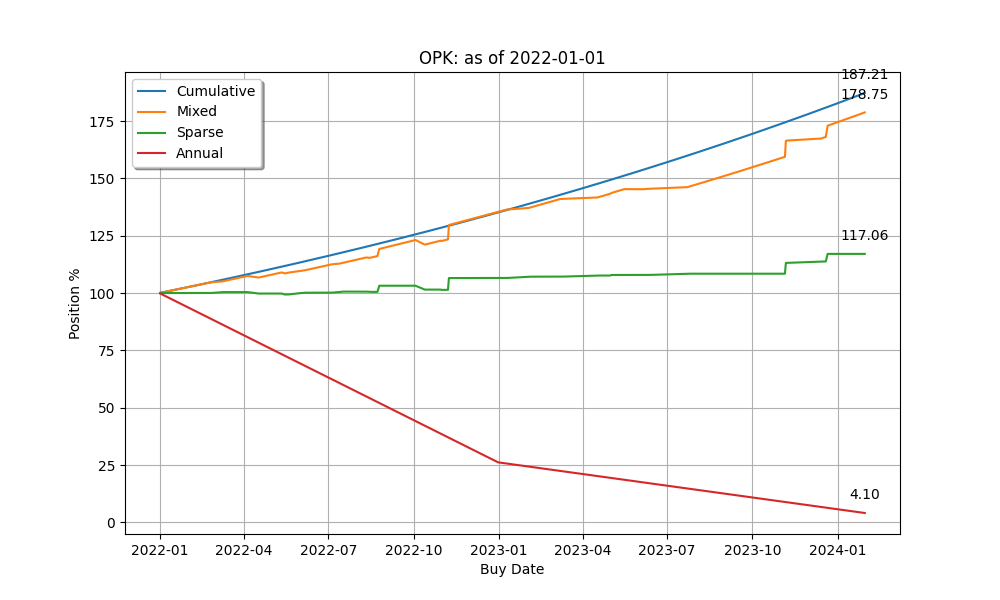 OPK: as of 2022-01-01
Cumulative
Mixed
Sparse
Annual
187.21
178.75
117.06
4.10
175
150
125
100
75
50
25
0
Position %
2022-01 2022-04 2022-07 2022-10 2023-01 2023-04 2023-07 2023-10 2024-01
Buy Date